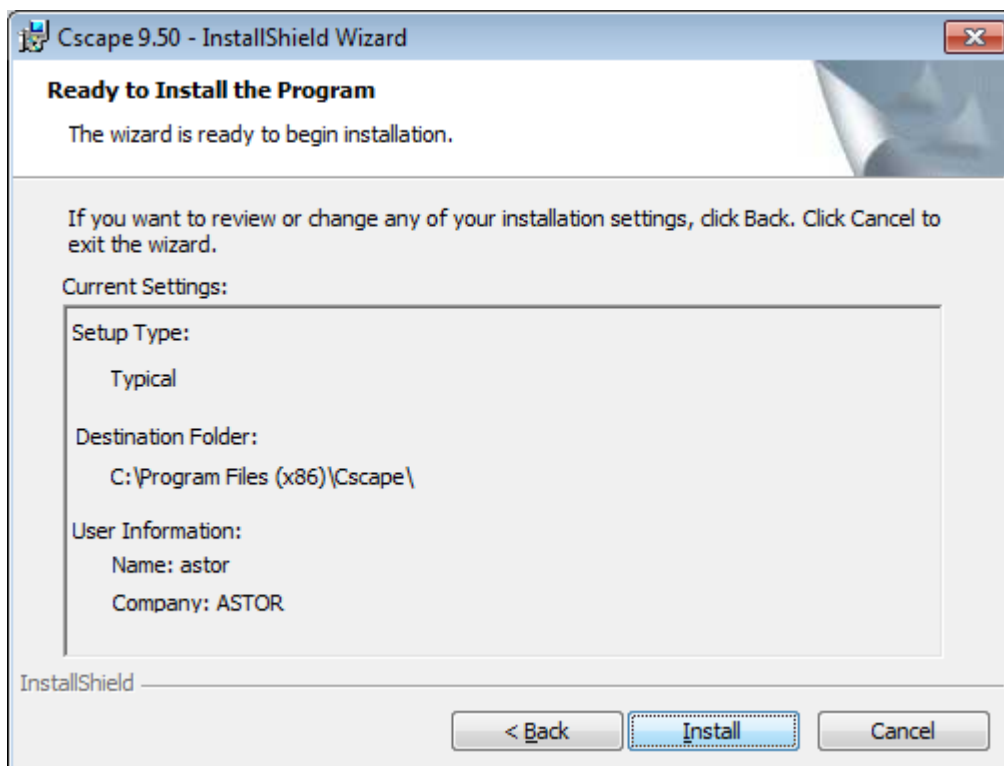 Cscape 9.50 - InstallShield Wizard
Ready to Install the Program
The wizard is ready to begin installation.
If you want to review or change any of your installation settings, click Back. Click Cancel to
exit the wizard.
Current Settings:
Setup Type:
Typical
Destination Folder:
C:\Program Files (x86)\Cscape\
User Information:
Name: astor
Company: ASTOR
InstallShield
< Back
Install
Cancel